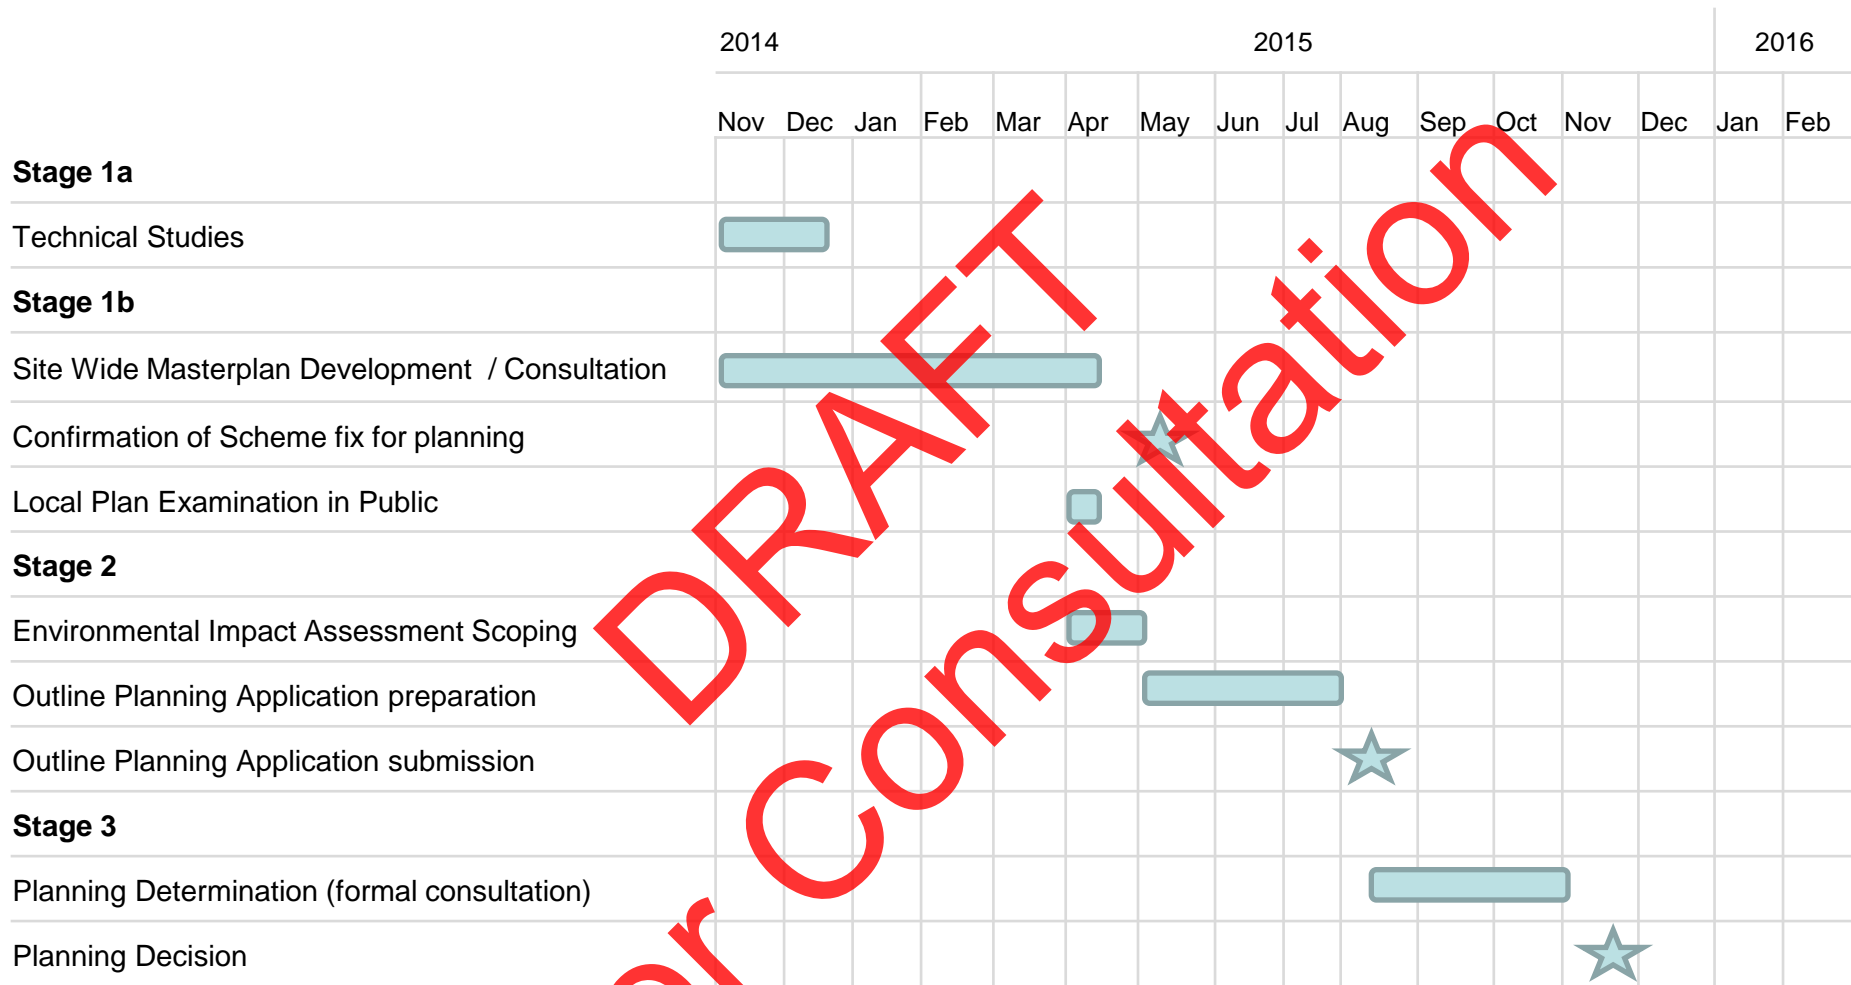 2014 2015 2016
Nov Dec Jan Feb Mar Apr May Jun Jul Aug Sep Oct Nov Dec Jan Feb
Stage 1a
Technical Studies
Stage 1b
Site Wide Masterplan Development / Consultation
Confirmation of Scheme fix for planning
Local Plan Examination in Public
Stage 2
Environmental Impact Assessment Scoping
Outline Planning Application preparation
Outline Planning Application submission
Stage 3
Planning Determination (formal consultation)
Planning Decision
DRAFT
Consultation